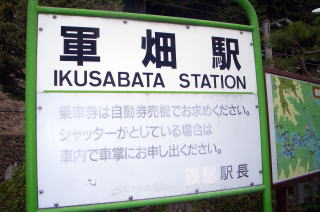 軍畑駅
IKUSABATA STATION
乗車券は自動券売機でお求めください。
シャッターがとじている場合は
車内で車掌にお申し出ください。
駅長